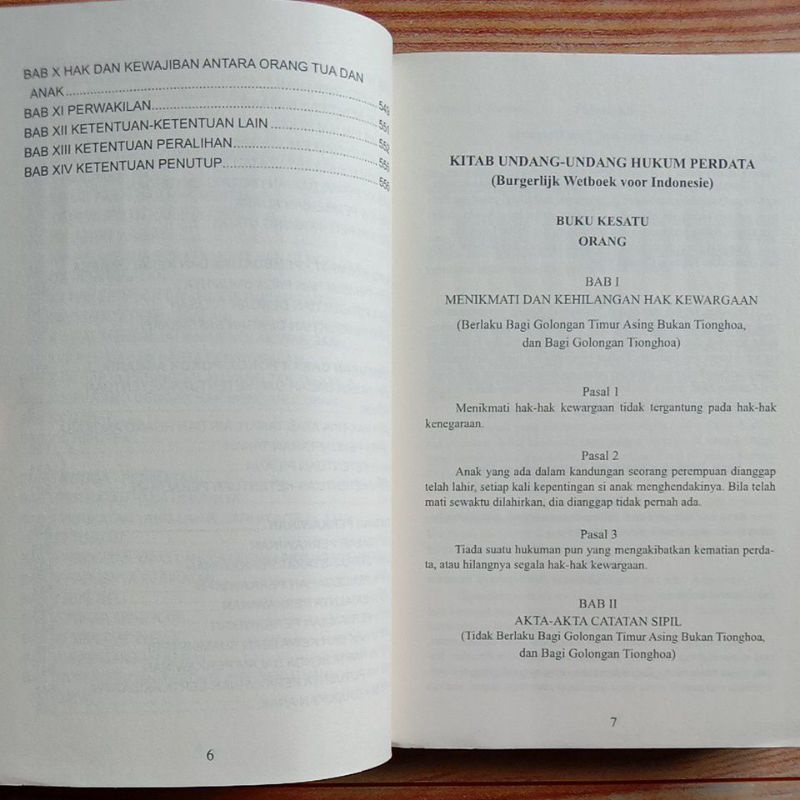 BAB X HAK DAN KEWAJIBAN ANTARA ORANG TUA DAN
ANAK.......... 549
BAB XI PERWAKILAN.......... 551
BAB XII KETENTUAN-KETENTUAN LAIN.......... 552
BAB XIII KETENTUAN PERALIHAN.......... 555
BAB XIV KETENTUAN PENUTUP.......... 556
6
KITAB UNDANG-UNDANG HUKUM PERDATA
(Burgerlijk Wetboek voor Indonesie)
BUKU KESATU
ORANG
BAB I
MENIKMATI DAN KEHILANGAN HAK KEWARGAAN
(Berlaku Bagi Golongan Timur Asing Bukan Tionghoa,
dan Bagi Golongan Tionghoa)
Pasal 1
Menikmati hak-hak kewargaan tidak tergantung pada hak-hak
kenegaraan.
Pasal 2
Anak yang ada dalam kandungan seorang perempuan dianggap
telah lahir, setiap kali kepentingan si anak menghendakinya. Bila telah
mati sewaktu dilahirkan, dia dianggap tidak pernah ada.
Pasal 3
Tiada suatu hukuman pun yang mengakibatkan kematian perda-
ta, atau hilangnya segala hak-hak kewargaan.
BAB II
AKTA-AKTA CATATAN SIPIL
(Tidak Berlaku Bagi Golongan Timur Asing Bukan Tionghoa,
dan Bagi Golongan Tionghoa)
7